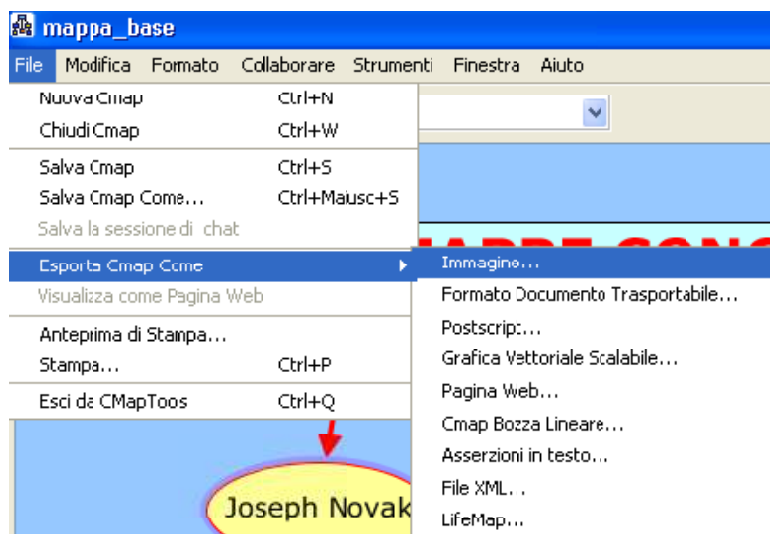 mappa_base
File Modifica Formato Collaborare Strumenti Finestra Aiuto
Nuova Cmap Ctrl+N
Chiudi Cmap Ctrl+W
Salva Cmap Ctrl+S
Salva Cmap Come... Ctrl+Maiusc+S
Salva la sessione di chat
Esporta Cmap Come
Visualizza come Pagina Web
Anteprima di Stampa...
Stampa... Ctrl+P
Esci da CMapToos Ctrl+Q
Immagine...
Formato Documento Trasportabile...
Postscript...
Grafica Vettoriale Scalabile...
Pagina Web...
Cmap Bozza Lineare...
Asserzioni in testo...
File XML...
LifeMap...
Joseph Novak